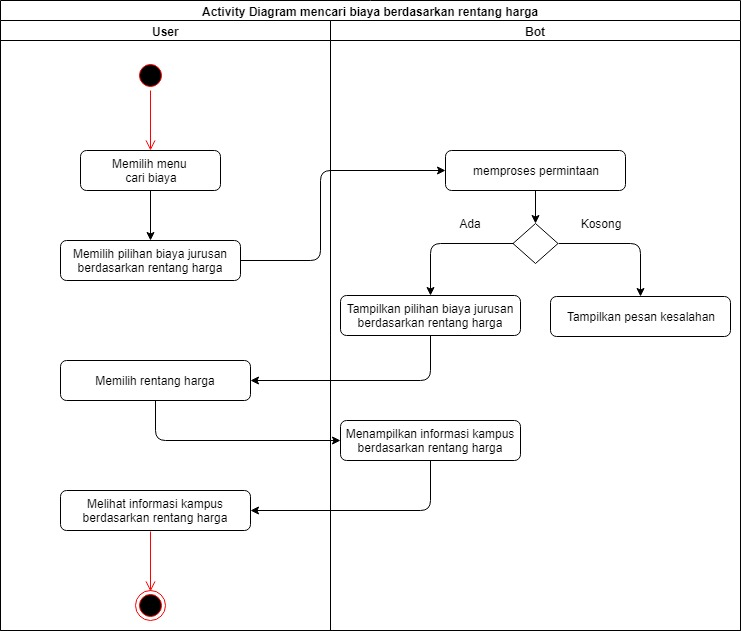 Activity Diagram mencari biaya berdasarkan rentang harga
User
Bot
Memilih menu
cari biaya
memproses permintaan
Ada
Kosong
Memilih pilihan biaya jurusan
berdasarkan rentang harga
Tampilkan pilihan biaya jurusan
berdasarkan rentang harga
Tampilkan pesan kesalahan
Memilih rentang harga
Menampilkan informasi kampus
berdasarkan rentang harga
Melihat informasi kampus
berdasarkan rentang harga